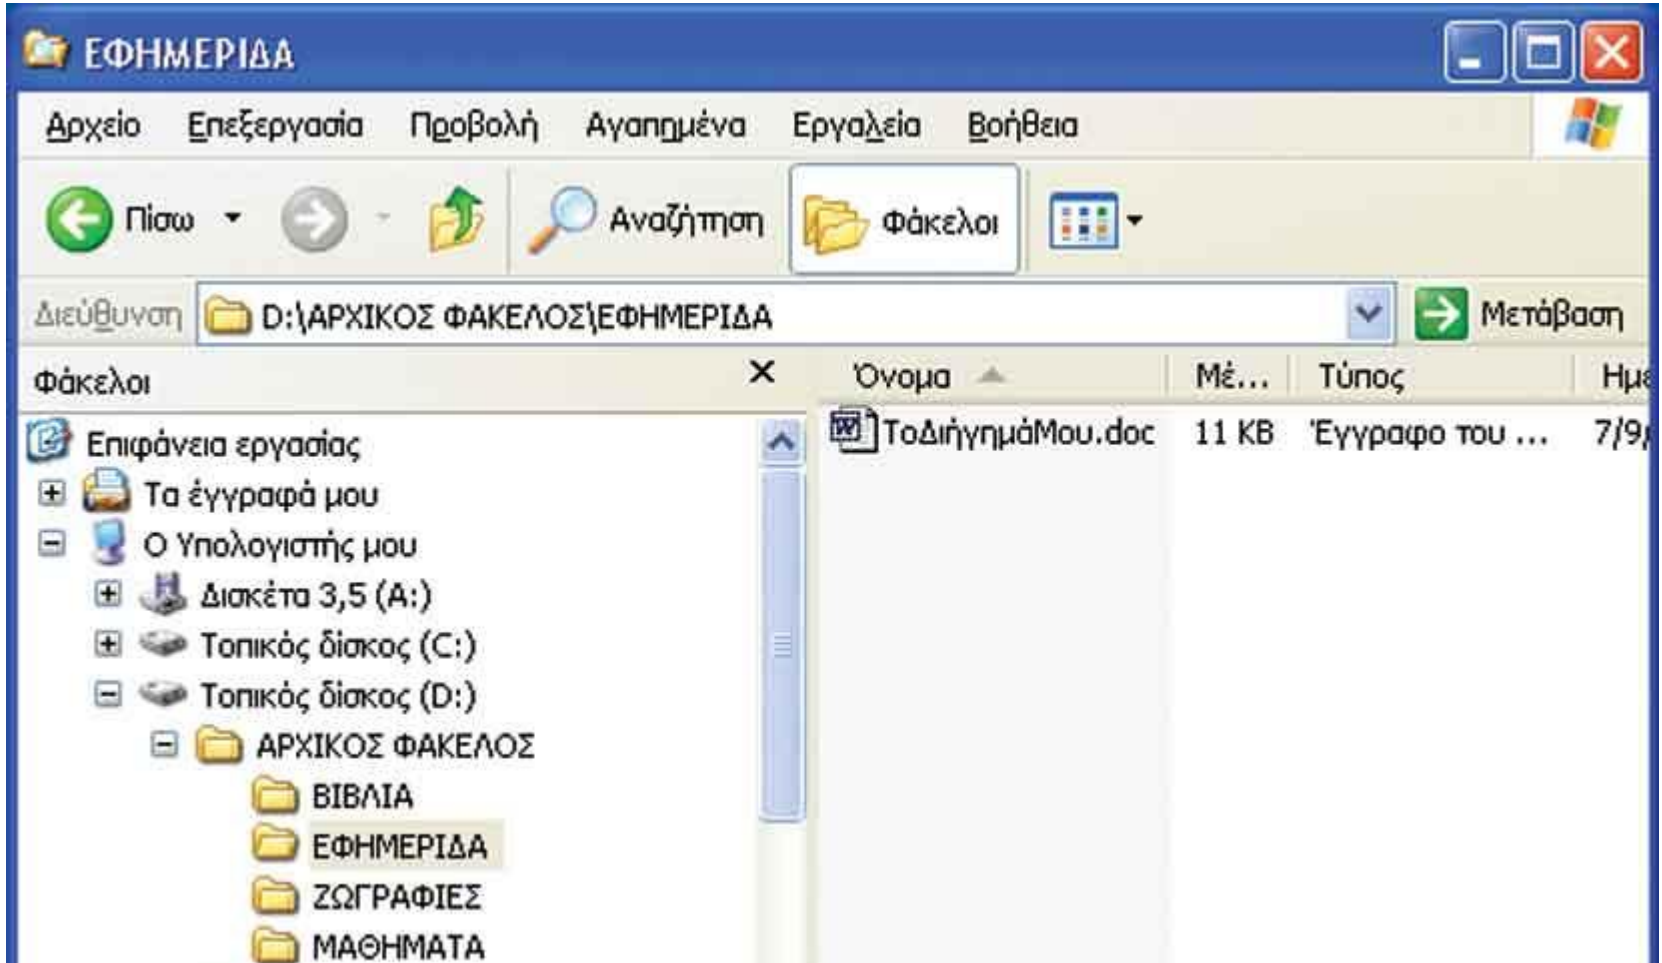 ΕΦΗΜΕΡΙΔΑ
Αρχείο Επεξεργασία Προβολή Αγαπημένα Εργαλεία Βοήθεια
Πίσω Αναζήτηση Φάκελοι
Διεύθυνση D:\ΑΡΧΙΚΟΣ ΦΑΚΕΛΟΣ\ΕΦΗΜΕΡΙΔΑ Μετάβαση
Φάκελοι
Όνομα Μέ... Τύπος Ημε
ΤοΔιήγημάΜου.doc 11 KB Έγγραφο του ... 7/9/
Επιφάνεια εργασίας
Τα έγγραφά μου
Ο Υπολογιστής μου
Δισκέτα 3,5 (A:)
Τοπικός δίσκος (C:)
Τοπικός δίσκος (D:)
ΑΡΧΙΚΟΣ ΦΑΚΕΛΟΣ
ΒΙΒΛΙΑ
ΕΦΗΜΕΡΙΔΑ
ΖΩΓΡΑΦΙΕΣ
ΜΑΘΗΜΑΤΑ